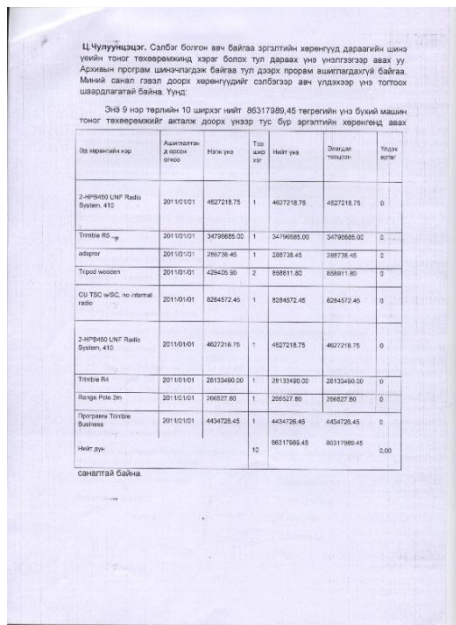 Ц.Чулуунцэцэг. Сэлбэг болгон авч байгаа эргэлтийн хөрөнгүүд дараагийн шинэ
үеийн тоног төхөөрөмжинд хэрэг болох тул дараах үнэ үнэлгээгээр авах уу
Архивын програм шинэчлэгдэж байгаа тул дээрх прорам ашиглагдахгүй байгаа.
Миний санал гэвэл доорх хөрөнгүүдийг сэлбэгээр авч үлдэхээр үнэ тогтоох
шаардлагатай байна. Үүнд:
Энэ 9 нэр төрлийн 10 ширхэг нийт 86317989,45 төгрөгийн үнэ бүхий машин
тоног төхөөрөмжийг акталж доорх үнээр тус бүр эргэлтийн хөрөнгөнд авах
Эд хөрөнгийн нэр Ашиглалтан д орсон огноо Нэгж үнэ Тоо шир хэг Нийт үнэ Элэгдэл тооцсон Үлдэх өртөг
2-HPB450 UNF Radio System, 410 2011/01/01 4627218.75 1 4627218.75 4627218.75 0
Trimble R5 2011/01/01 34796685.00 1 34796685.00 34796685.00 0
adapter 2011/01/01 288738.45 1 288738.45 288738.45 0
Tripod wooden 2011/01/01 429405.90 2 858811.80 858811.80 0
CU TSC w/SC, no internal radio 2011/01/01 8284572.45 1 8284572.45 8284572.45 0
2-HPB450 UNF Radio System, 410 2011/01/01 4627218.75 1 4627218.75 4627218.75 0
Trimble R4 2011/01/01 28133490.00 1 28133490.00 28133490.00 0
Range Pole 2m 2011/01/01 266527.80 1 266527.80 266527.80 0
Программ Trimble Business 2011/01/01 4434726.45 1 4434726.45 4434726.45 0
Нийт дүн 10 86317989.45 86317989.45 0,00
саналтай байна.